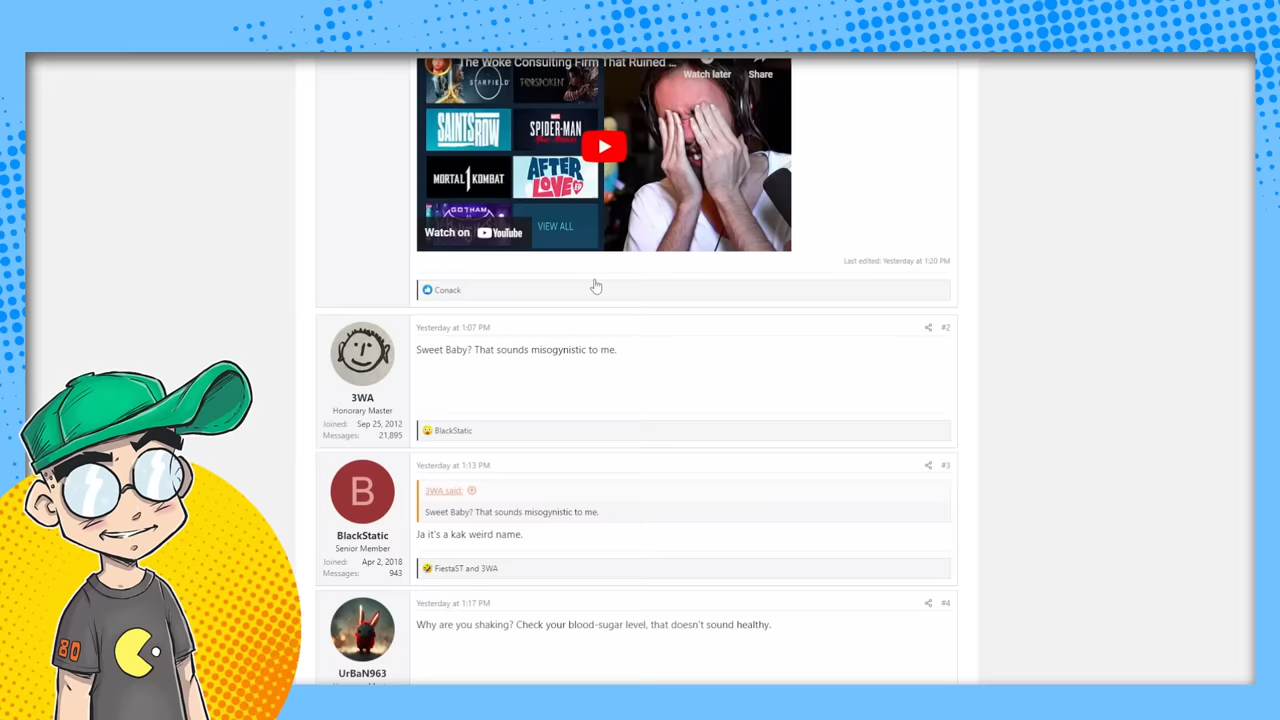 The Woke Consulting Firm That Ruined ...
Watch later
Share
STARFIELD
FORSPOKEN
SAINTS ROW
SPIDER-MAN
MORTAL KOMBAT 1
AFTER LOVE EP
GOTHAM
VIEW ALL
Watch on YouTube
Last edited: Yesterday at 1:20 PM
Conack
Yesterday at 1:07 PM
#2
Sweet Baby? That sounds misogynistic to me.
3WA
Honorary Master
Joined: Sep 25, 2012
Messages: 21,895
BlackStatic
Yesterday at 1:13 PM
#3
B
3WA said:
Sweet Baby? That sounds misogynistic to me.
Ja it's a kak weird name.
BlackStatic
Senior Member
Joined: Apr 2, 2018
Messages: 943
FiestaST and 3WA
Yesterday at 1:17 PM
#4
Why are you shaking? Check your blood-sugar level, that doesn't sound healthy.
UrBaN963
80